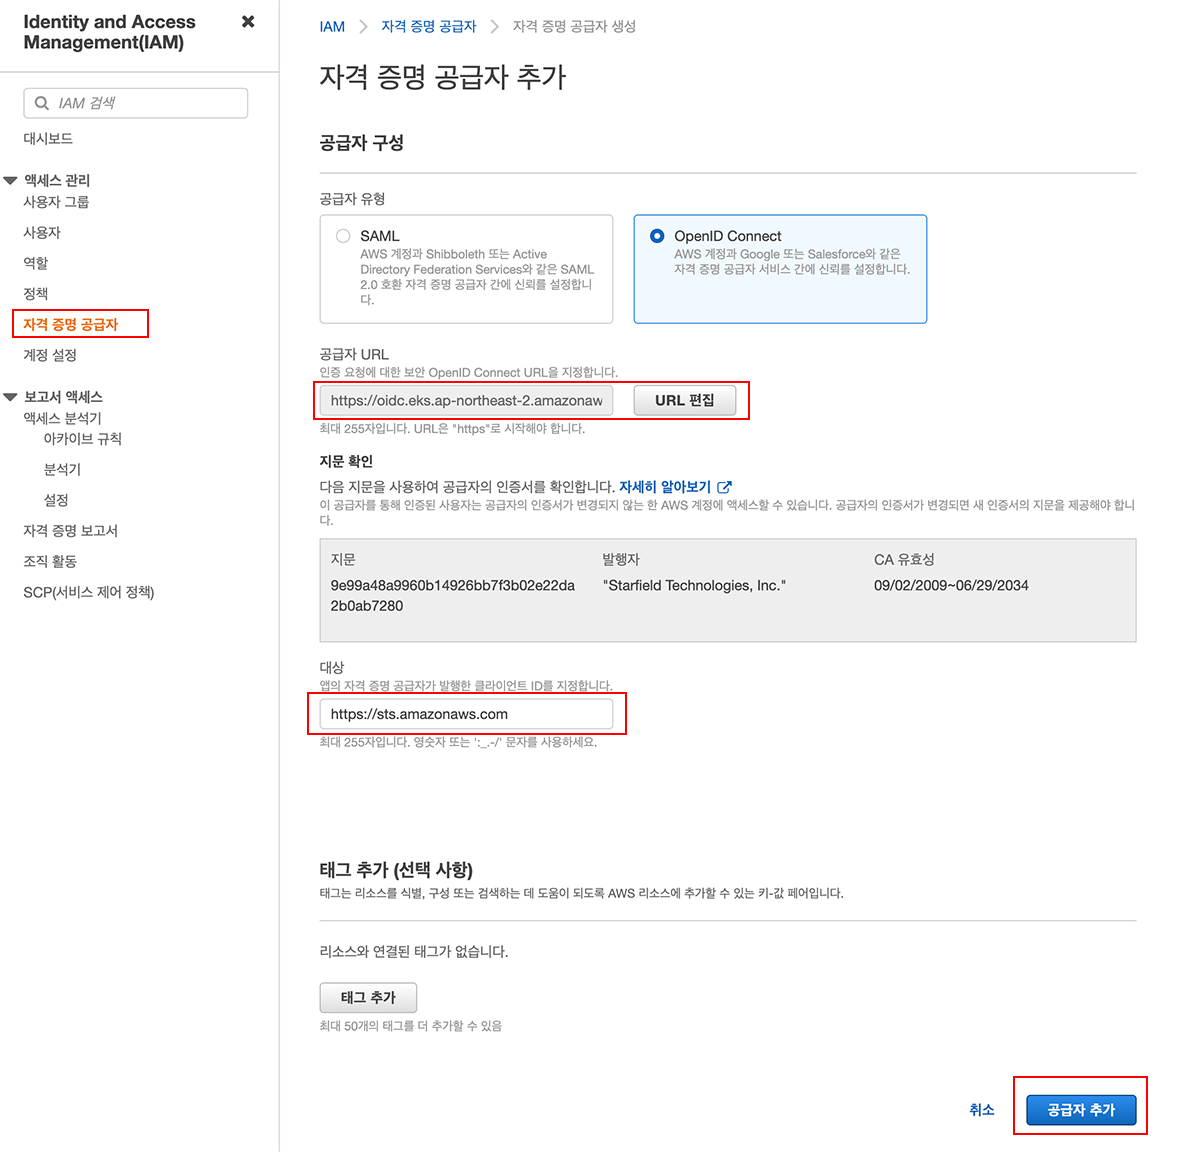 Identity and Access
Management(IAM)
IAM 검색
대시보드
액세스 관리
사용자 그룹
사용자
역할
정책
자격 증명 공급자
계정 설정
보고서 액세스
액세스 분석기
아카이브 규칙
분석기
설정
자격 증명 보고서
조직 활동
SCP(서비스 제어 정책)
IAM 자격 증명 공급자 자격 증명 공급자 생성
자격 증명 공급자 추가
공급자 구성
공급자 유형
SAML
AWS 계정과 Shibboleth 또는 Active
Directory Federation Services와 같은 SAML
2.0 호환 자격 증명 공급자 간에 신뢰를 설정합니
다.
OpenID Connect
AWS 계정과 Google 또는 Salesforce와 같은
자격 증명 공급자 서비스 간에 신뢰를 설정합니다.
공급자 URL
인증 요청에 대한 보안 OpenID Connect URL을 지정합니다.
https://oidc.eks.ap-northeast-2.amazonaw
URL 편집
최대 255자입니다. URL은 "https"로 시작해야 합니다.
지문 확인
다음 지문을 사용하여 공급자의 인증서를 확인합니다. 자세히 알아보기
이 공급자를 통해 인증된 사용자는 공급자의 인증서가 변경되지 않는 한 AWS 계정에 액세스할 수 있습니다. 공급자의 인증서가 변경되면 새 인증서의 지문을 제공해야 합니
다.
지문 발행자 CA 유효성
9e99a48a9960b14926bb7f3b02e22da "Starfield Technologies, Inc." 09/02/2009~06/29/2034
2b0ab7280
대상
앱의 자격 증명 공급자가 발행한 클라이언트 ID를 지정합니다.
https://sts.amazonaws.com
최대 255자입니다. 영숫자 또는 ':_.-/' 문자를 사용하세요.
태그 추가 (선택 사항)
태그는 리소스를 식별, 구성 또는 검색하는 데 도움이 되도록 AWS 리소스에 추가할 수 있는 키-값 페어입니다.
리소스와 연결된 태그가 없습니다.
태그 추가
최대 50개의 태그를 더 추가할 수 있음
취소 공급자 추가